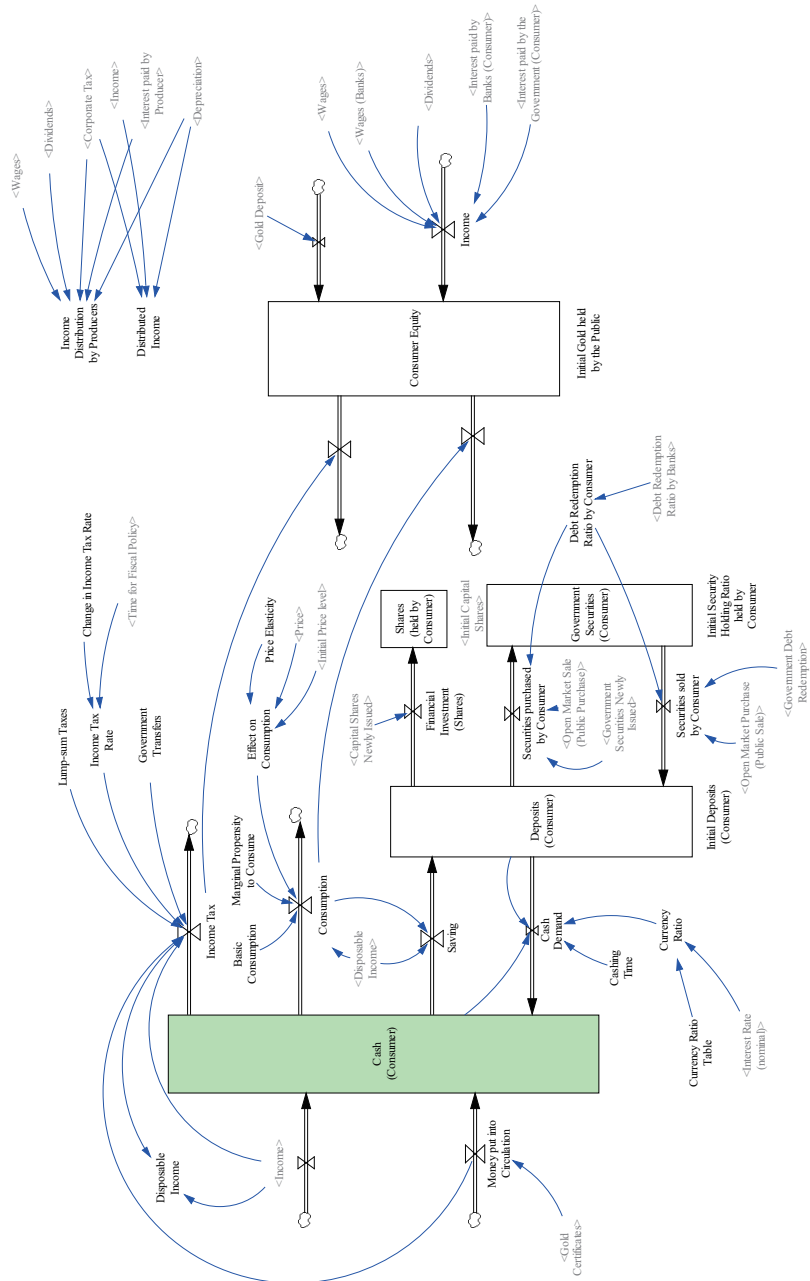 Disposable
Income
<Income>
Money put into
Circulation
<Gold
Certificates>
Cash
(Consumer)
Lump-sum Taxes
Change in Income Tax Rate
<Time for Fiscal Policy>
Income Tax
Rate
Government
Transfers
Income Tax
Basic
Consumption
Marginal Propensity
to Consume
Effect on
Consumption
Price Elasticity
<Price>
<Initial Price level>
Consumption
<Disposable
Income>
Saving
Cash
Demand
Cashing
Time
Currency
Ratio
Currency Ratio
Table
<Interest Rate
(nominal)>
Deposits
(Consumer)
Initial Deposits
(Consumer)
<Capital Shares
Newly Issued>
Financial
Investment
(Shares)
Shares
(held by
Consumer)
<Initial Capital
Shares>
Securities purchased
by Consumer
<Open Market Sale
(Public Purchase)>
<Government
Securities Newly
Issued>
Government
Securities
(Consumer)
Initial Security
Holding Ratio
held by
Consumer
Securities sold
by Consumer
<Open Market Purchase
(Public Sale)>
<Government Debt
Redemption>
Debt Redemption
Ratio by Consumer
<Debt Redemption
Ratio by Banks>
Consumer Equity
Initial Gold held
by the Public
<Gold Deposit>
Income
<Wages>
<Wages (Banks)>
<Dividends>
<Interest paid by
Banks (Consumer)>
<Interest paid by the
Government (Consumer)>
<Wages>
<Dividends>
<Corporate Tax>
<Income>
<Interest paid by
Producer>
<Depreciation>
Income
Distribution
by Producers
Distributed
Income